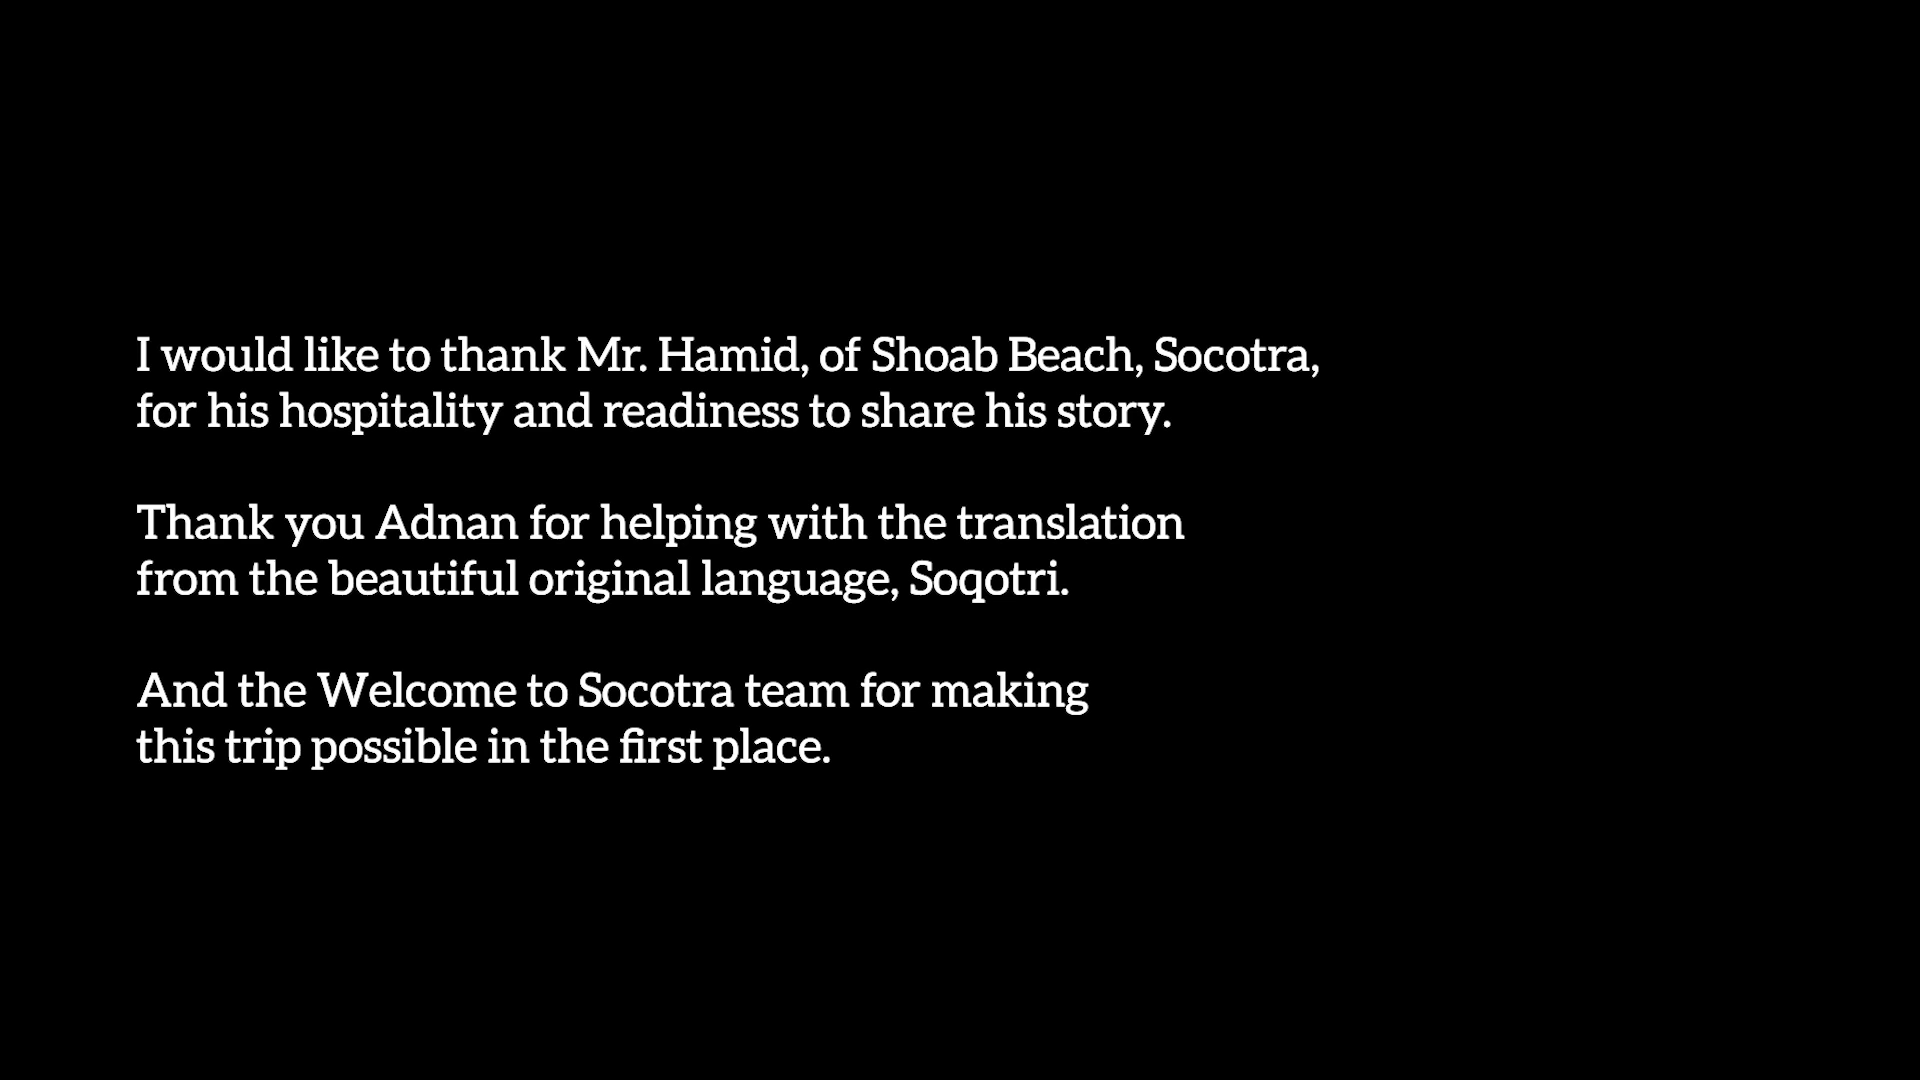 I would like to thank Mr. Hamid, of Shoab Beach, Socotra,
for his hospitality and readiness to share his story.
Thank you Adnan for helping with the translation
from the beautiful original language, Soqotri.
And the Welcome to Socotra team for making
this trip possible in the first place.